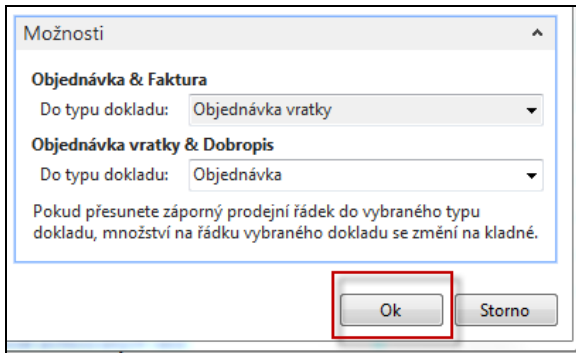 Možnosti
Objednávka & Faktura
Do typu dokladu: Objednávka vratky
Objednávka vratky & Dobropis
Do typu dokladu: Objednávka
Pokud přesunete záporný prodejní řádek do vybraného typu
dokladu, množství na řádku vybraného dokladu se změní na kladné.
Ok Storno